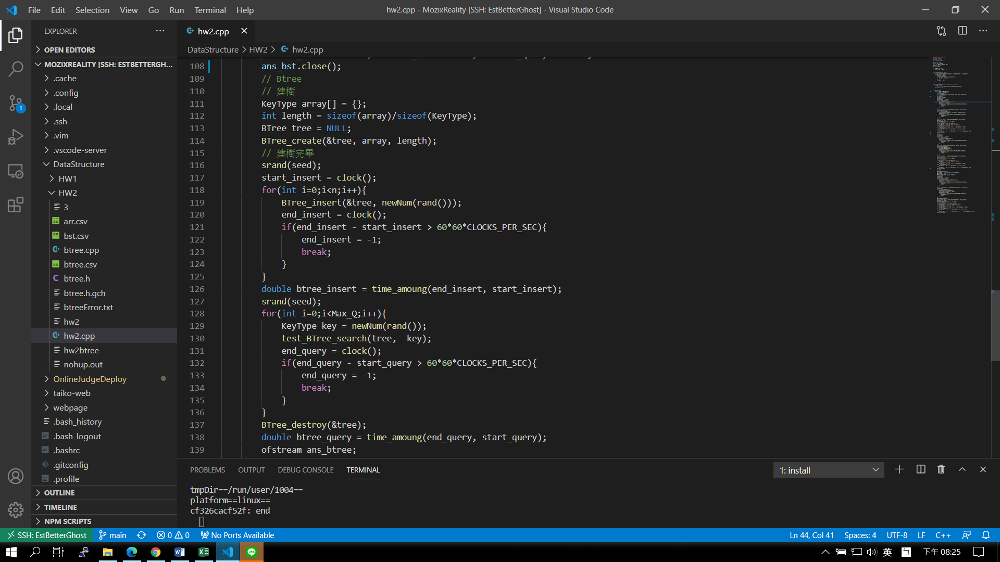 File Edit Selection View Go Run Terminal Help
hw2.cpp - MozixReality [SSH: EstBetterGhost] - Visual Studio Code
EXPLORER
OPEN EDITORS
MOZIXREALITY [SSH: ESTBETTERGH...
.cache
.config
.local
.ssh
.vim
.vscode-server
DataStructure
HW1
HW2
3
arr.csv
bst.csv
btree.cpp
btree.csv
btree.h
btree.h.gch
btreeError.txt
hw2
hw2.cpp
hw2btree
nohup.out
OnlineJudgeDeploy
taiko-web
webpage
.bash_history
.bash_logout
.bashrc
.gitconfig
.profile
OUTLINE
TIMELINE
NPM SCRIPTS
1
hw2.cpp
DataStructure > HW2 > hw2.cpp
108 ans_bst.close();
109 // Btree
110 // 建樹
111 KeyType array[] = {};
112 int length = sizeof(array)/sizeof(KeyType);
113 BTree tree = NULL;
114 BTree_create(&tree, array, length);
115 // 建樹完畢
116 srand(seed);
117 start_insert = clock();
118 for(int i=0;i<n;i++){
119 BTree_insert(&tree, newNum(rand()));
120 end_insert = clock();
121 if(end_insert - start_insert > 60*60*CLOCKS_PER_SEC){
122 end_insert = -1;
123 break;
124 }
125 }
126 double btree_insert = time_amoung(end_insert, start_insert);
127 srand(seed);
128 for(int i=0;i<Max_Q;i++){
129 KeyType key = newNum(rand());
130 test_BTree_search(tree,  key);
131 end_query = clock();
132 if(end_query - start_query > 60*60*CLOCKS_PER_SEC){
133 end_query = -1;
134 break;
135 }
136 }
137 BTree_destroy(&tree);
138 double btree_query = time_amoung(end_query, start_query);
139 ofstream ans_btree;
PROBLEMS OUTPUT DEBUG CONSOLE TERMINAL
1: install
tmpDir==/run/user/1004==
platform==linux==
cf326cacf52f: end
SSH: EstBetterGhost main 0 0 No Ports Available
Ln 44, Col 41 Spaces: 4 UTF-8 LF C++
英 ㄅ 下午 08:25